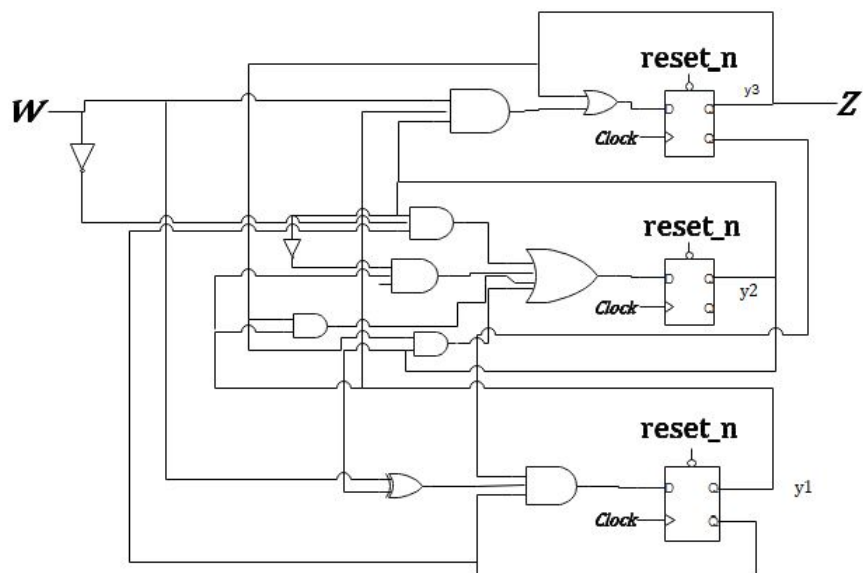 reset_n
y3
W
Z
D
Q
Clock
Q
reset_n
D
Q
y2
Clock
Q
reset_n
D
Q
y1
Clock
Q